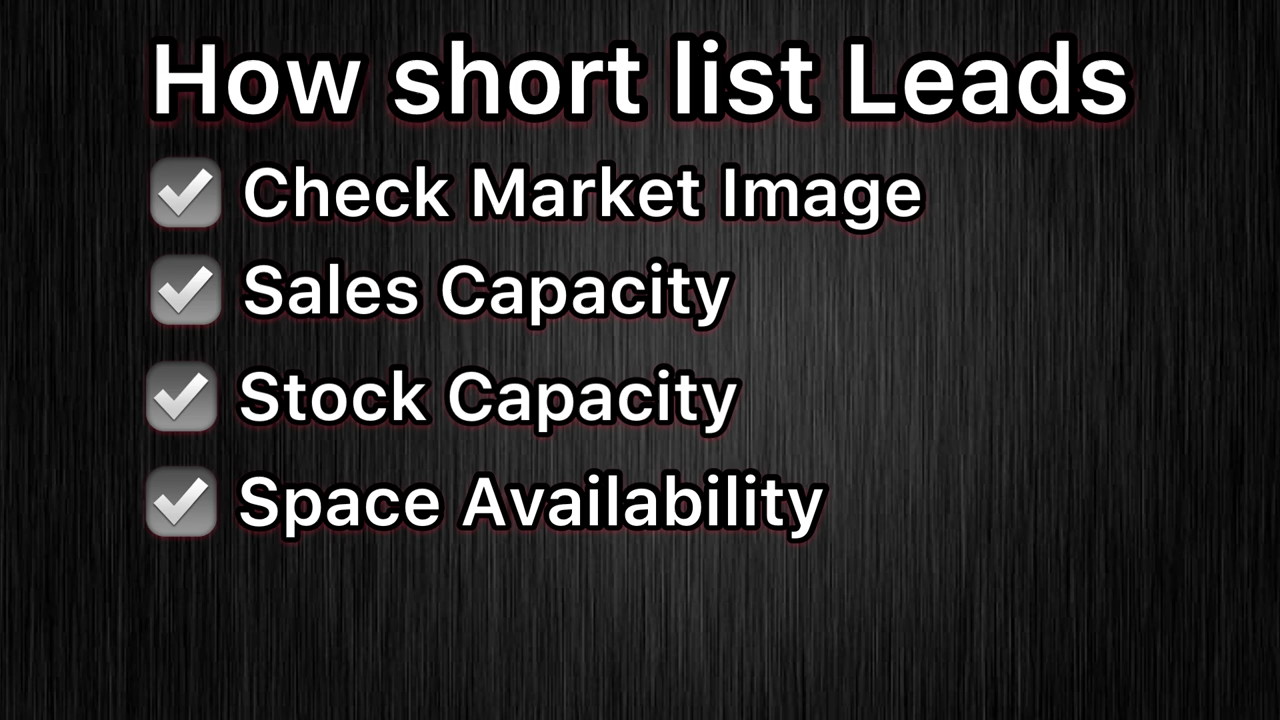 How short list Leads
Check Market Image
Sales Capacity
Stock Capacity
Space Availability